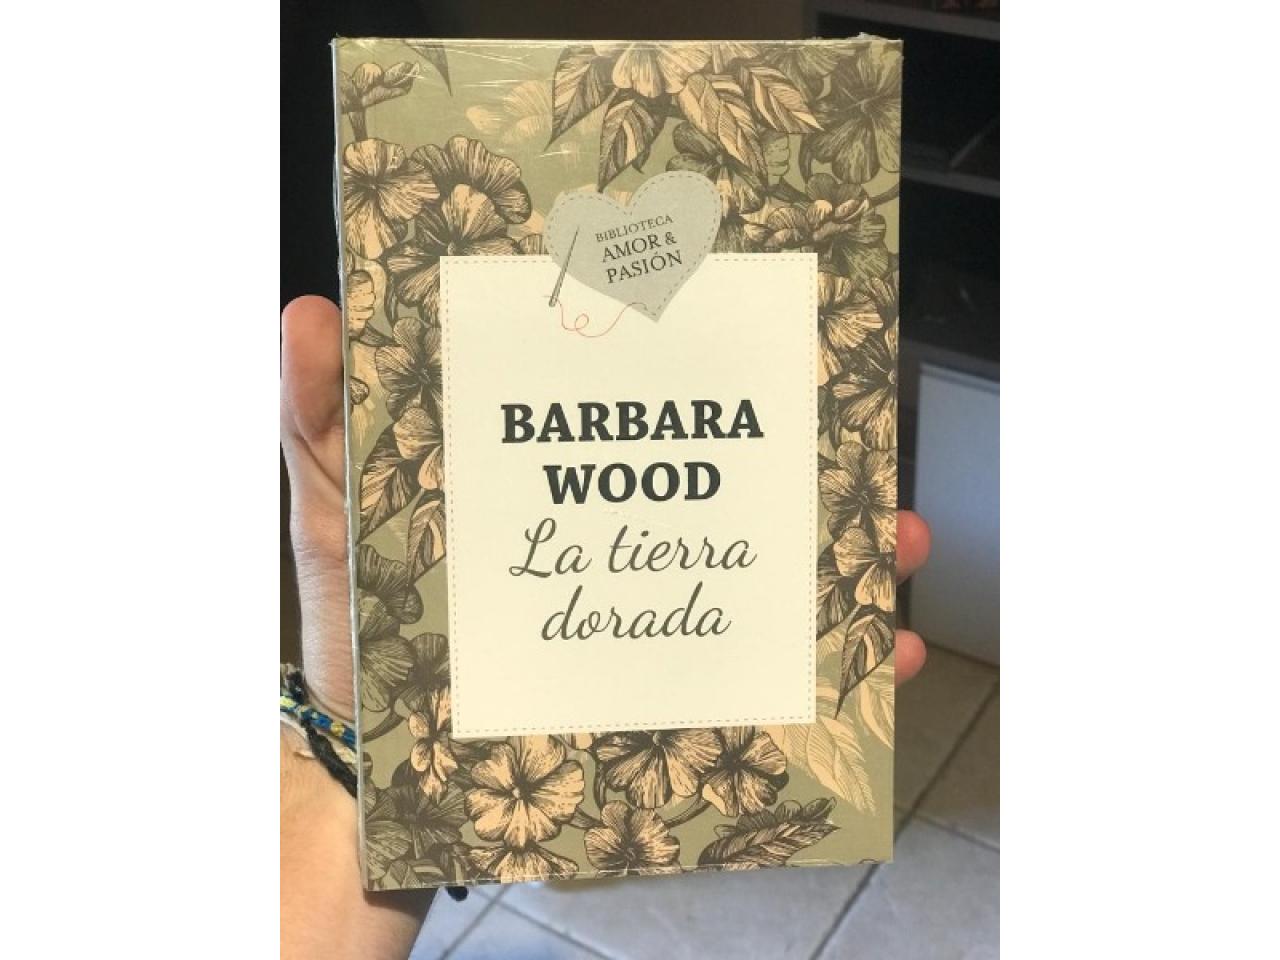 BIBLIOTECA
AMOR &
PASIÓN
BARBARA
WOOD
La tierra
dorada